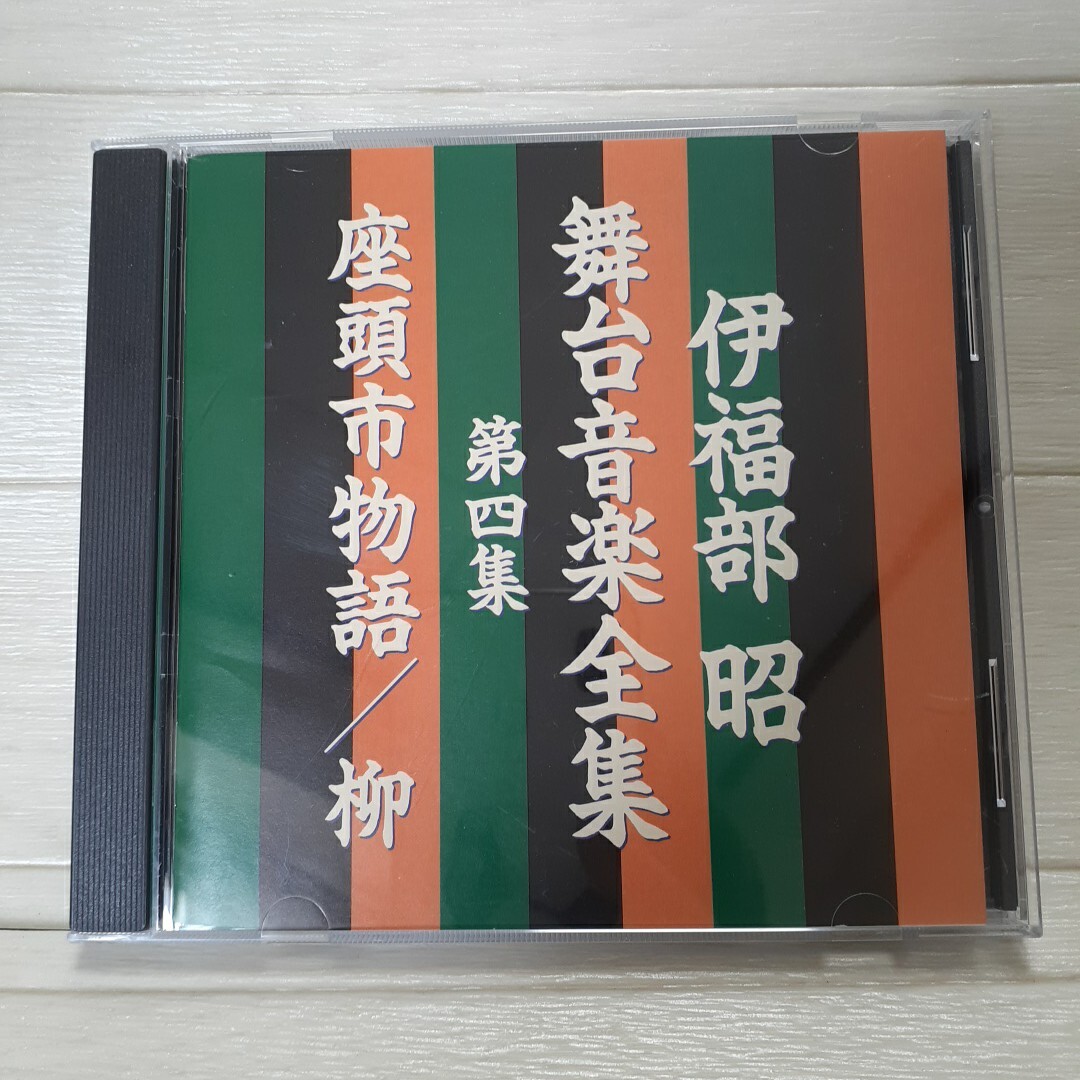 伊福部 昭
舞台音楽全集
第四集
座頭市物語／柳